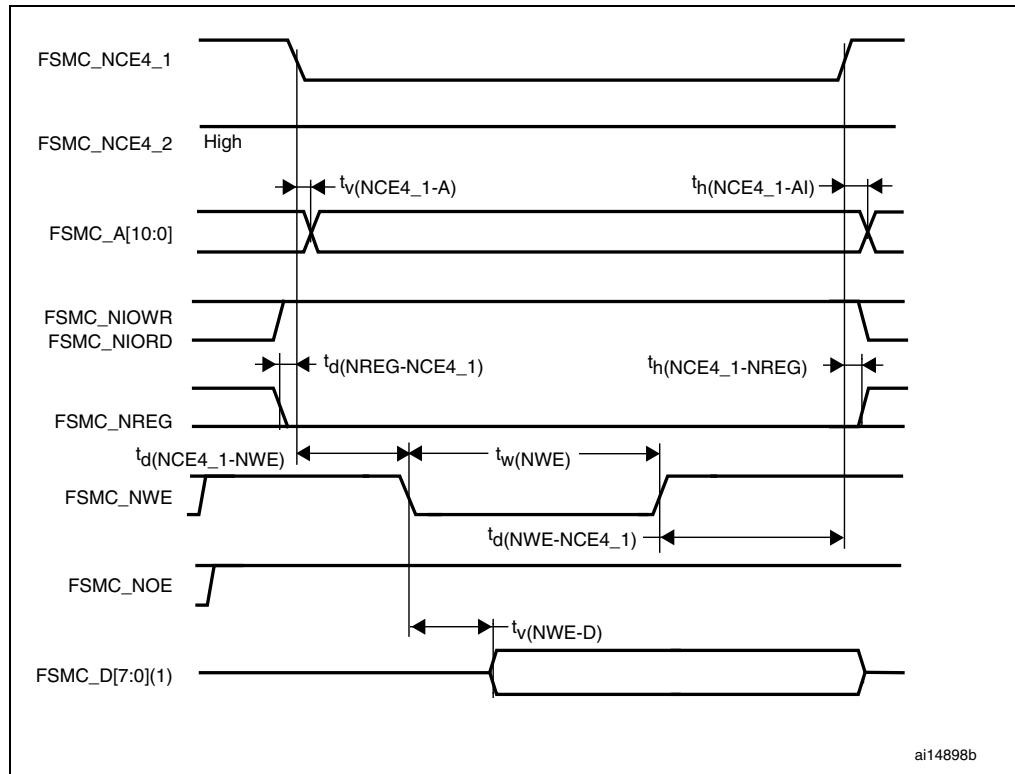 FSMC_NCE4_1
FSMC_NCE4_2 High
tv(NCE4_1-A) th(NCE4_1-AI)
FSMC_A[10:0]
FSMC_NIOWR
FSMC_NIORD
td(NREG-NCE4_1) th(NCE4_1-NREG)
FSMC_NREG
td(NCE4_1-NWE) tw(NWE)
FSMC_NWE
td(NWE-NCE4_1)
FSMC_NOE
tv(NWE-D)
FSMC_D[7:0](1)
ai14898b